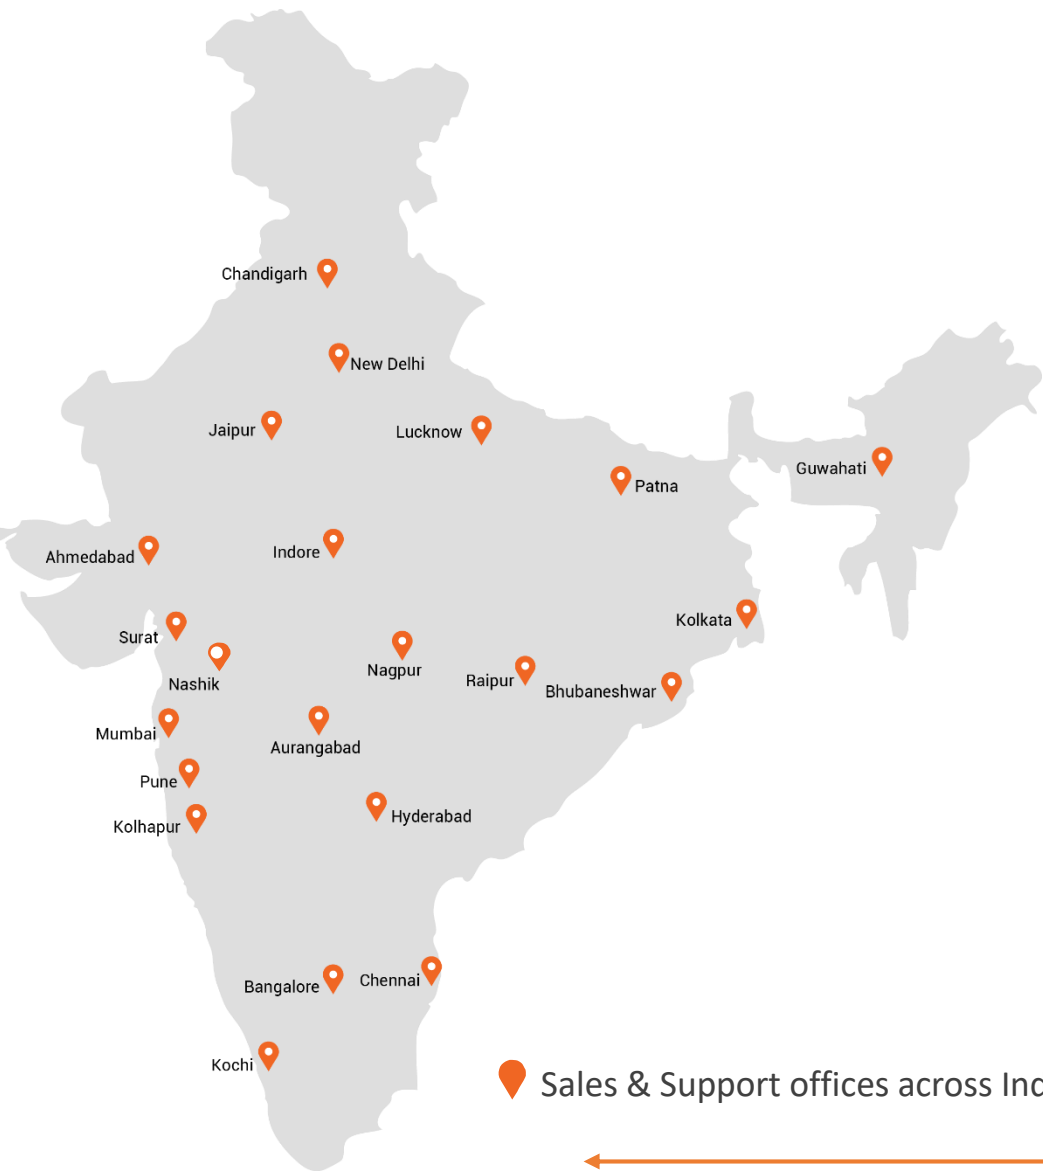 Chandigarh
New Delhi
Jaipur
Lucknow
Guwahati
Patna
Indore
Ahmedabad
Kolkata
Surat
Nagpur
Raipur
Nashik
Bhubaneshwar
Mumbai
Aurangabad
Pune
Hyderabad
Kolhapur
Chennai
Bangalore
Kochi
Sales & Support offices across